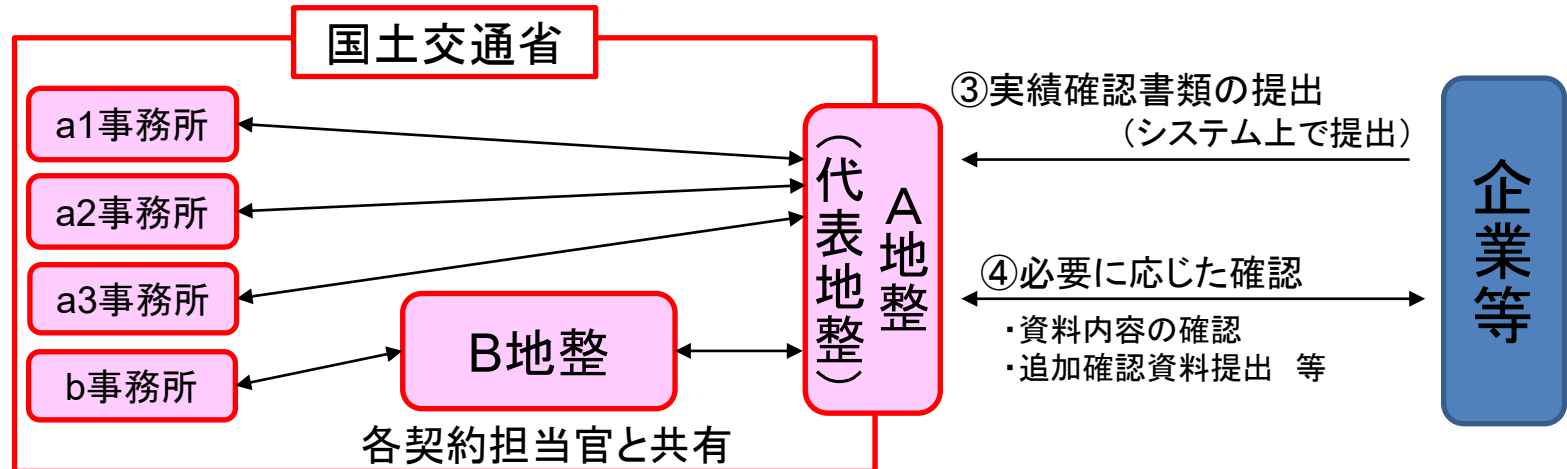 国土交通省
a1事務所
a2事務所
a3事務所
b事務所
B地整
A地整
（代表地整）
各契約担当官と共有
③実績確認書類の提出
（システム上で提出）
④必要に応じた確認
・資料内容の確認
・追加確認資料提出　等
企業等